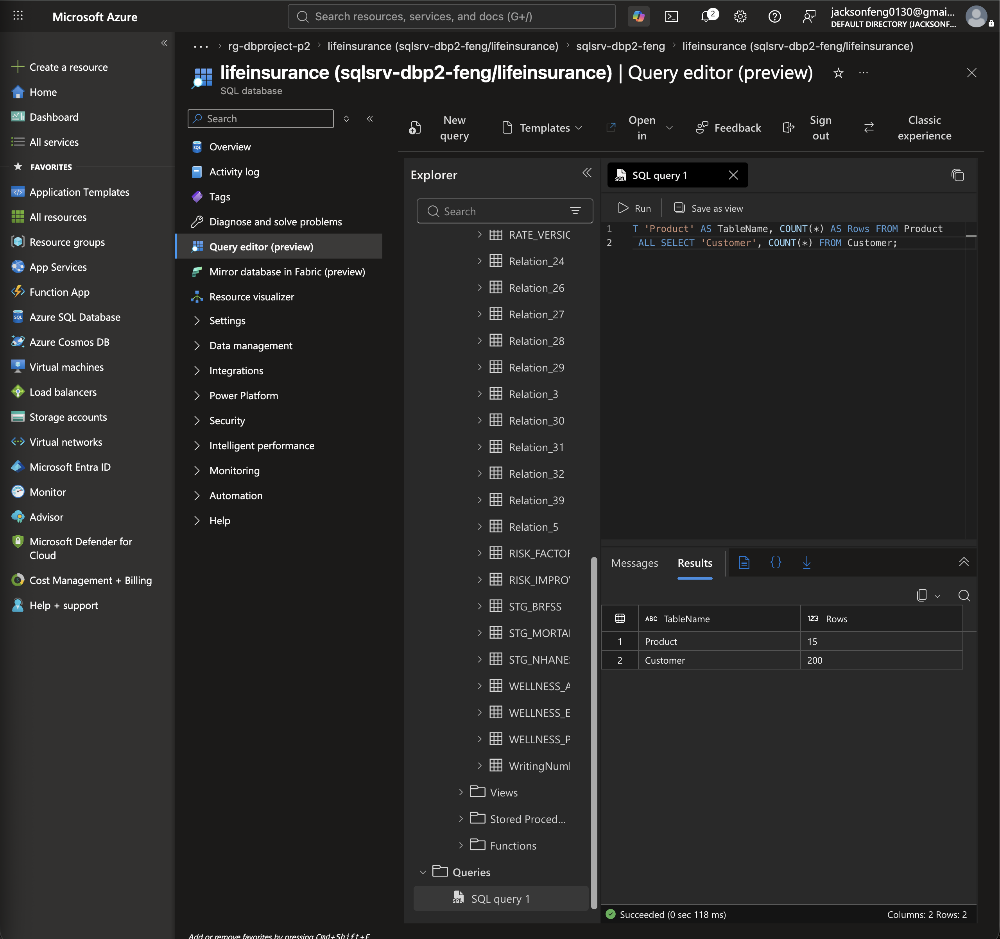 Microsoft Azure
Search resources, services, and docs (G+/)
2
jacksonfeng0130@gmai...
DEFAULT DIRECTORY (JACKSONF...
Create a resource
Home
Dashboard
All services
FAVORITES
Application Templates
All resources
Resource groups
App Services
Function App
Azure SQL Database
Azure Cosmos DB
Virtual machines
Load balancers
Storage accounts
Virtual networks
Microsoft Entra ID
Monitor
Advisor
Microsoft Defender for
Cloud
Cost Management + Billing
Help + support
... > rg-dbproject-p2 > lifeinsurance (sqlsrv-dbp2-feng/lifeinsurance) > sqlsrv-dbp2-feng > lifeinsurance (sqlsrv-dbp2-feng/lifeinsurance)
lifeinsurance (sqlsrv-dbp2-feng/lifeinsurance) | Query editor (preview)
SQL database
Search
Overview
Activity log
Tags
Diagnose and solve problems
Query editor (preview)
Mirror database in Fabric (preview)
Resource visualizer
Settings
Data management
Integrations
Power Platform
Security
Intelligent performance
Monitoring
Automation
Help
Add or remove favorites by pressing Cmd+Shift+F
New
query
Templates
Open
in
Feedback
Sign
out
Classic
experience
Explorer
Search
RATE_VERSIC
Relation_24
Relation_26
Relation_27
Relation_28
Relation_29
Relation_3
Relation_30
Relation_31
Relation_32
Relation_39
Relation_5
RISK_FACTOF
RISK_IMPROV
STG_BRFSS
STG_MORTAI
STG_NHANES
WELLNESS_A
WELLNESS_E
WELLNESS_P
WritingNuml
Views
Stored Proced...
Functions
Queries
SQL query 1
SQL query 1
Run
Save as view
1 T 'Product' AS TableName, COUNT(*) AS Rows FROM Product
2 ALL SELECT 'Customer', COUNT(*) FROM Customer;
Messages
Results
ABC TableName 123 Rows
1 Product 15
2 Customer 200
Succeeded (0 sec 118 ms)
Columns: 2 Rows: 2